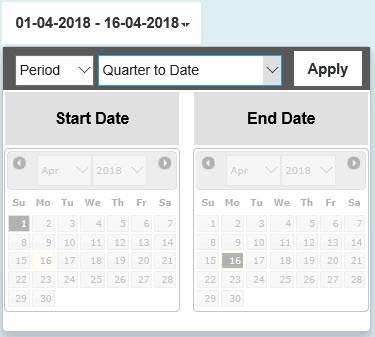 01-04-2018 - 16-04-2018
Period Quarter to Date Apply
Start Date End Date
Apr 2018 Apr 2018
Su Mo Tu We Th Fr Sa Su Mo Tu We Th Fr Sa
1 2 3 4 5 6 7 1 2 3 4 5 6 7
8 9 10 11 12 13 14 8 9 10 11 12 13 14
15 16 17 18 19 20 21 15 16 17 18 19 20 21
22 23 24 25 26 27 28 22 23 24 25 26 27 28
29 30 29 30